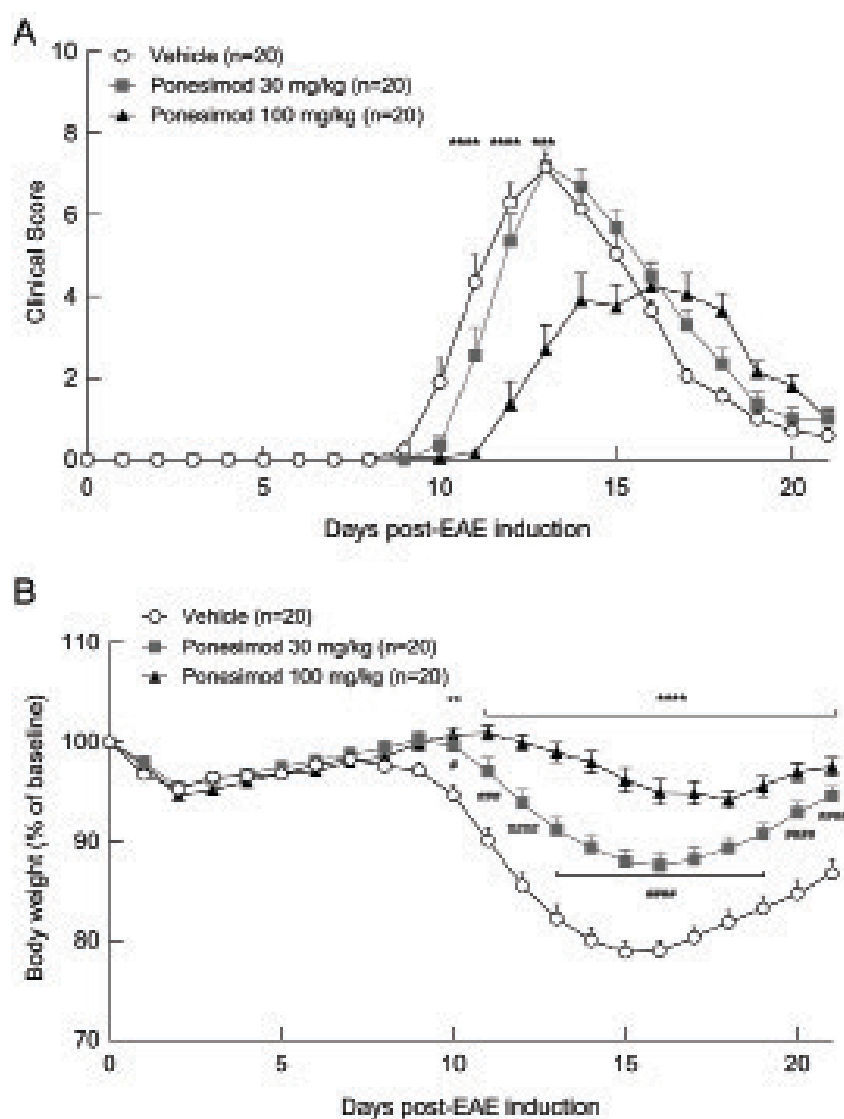 A
10
Vehicle (n=20)
Ponesimod 30 mg/kg (n=20)
Ponesimod 100 mg/kg (n=20)
8
**** **** ***
6
Clinical Score
4
2
0
0 5 10 15 20
Days post-EAE induction
B
Vehicle (n=20)
110
Ponesimod 30 mg/kg (n=20)
Ponesimod 100 mg/kg (n=20)
** ****
100
#
###
####
####
####
####
90
Body weight (% of baseline)
80
70
0 5 10 15 20
Days post-EAE induction